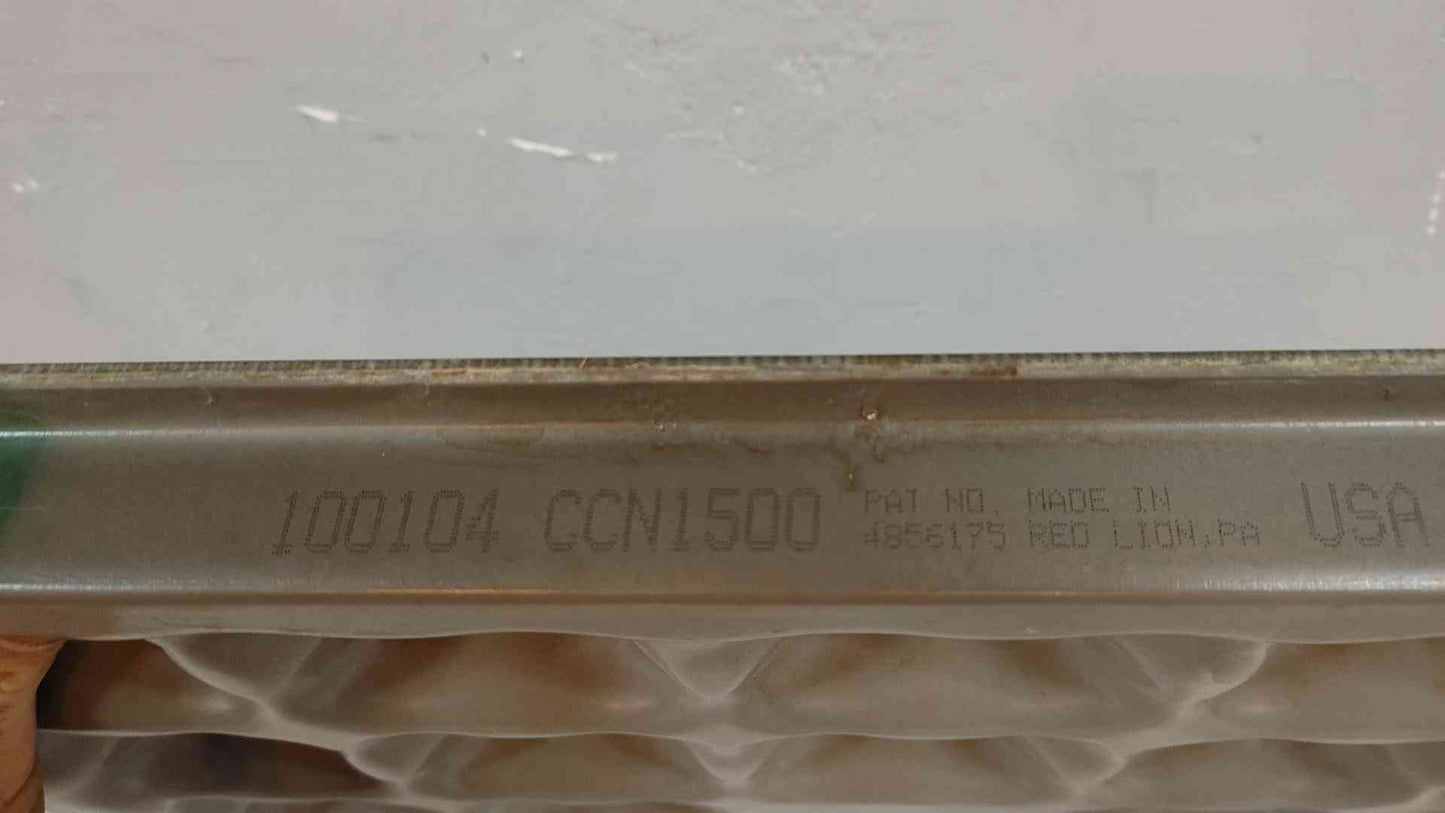 100104 CCN1500 PAT NO. MADE IN USA
4856175 RED LION, PA